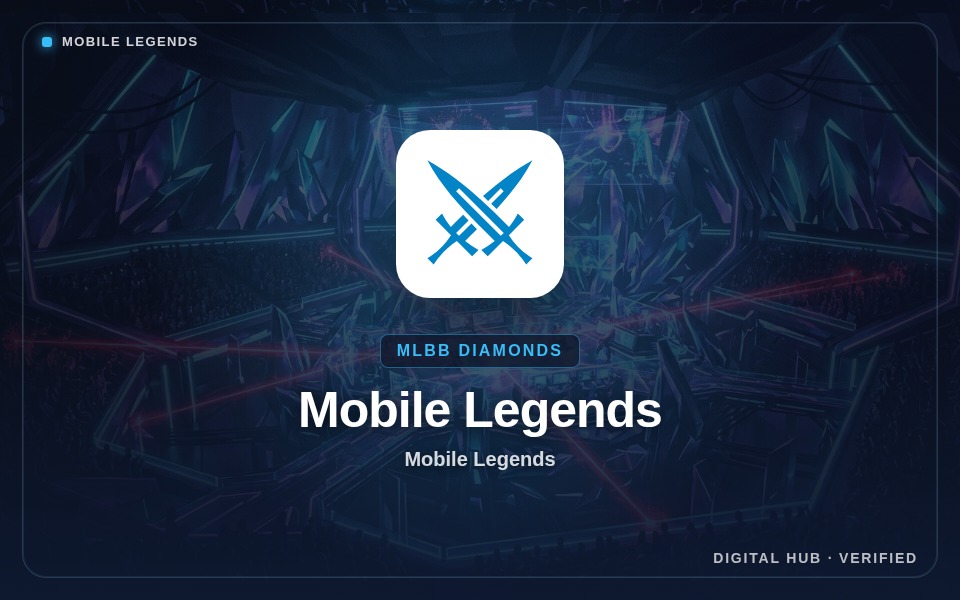 MOBILE LEGENDS
MLBB DIAMONDS
Mobile Legends
Mobile Legends
DIGITAL HUB · VERIFIED